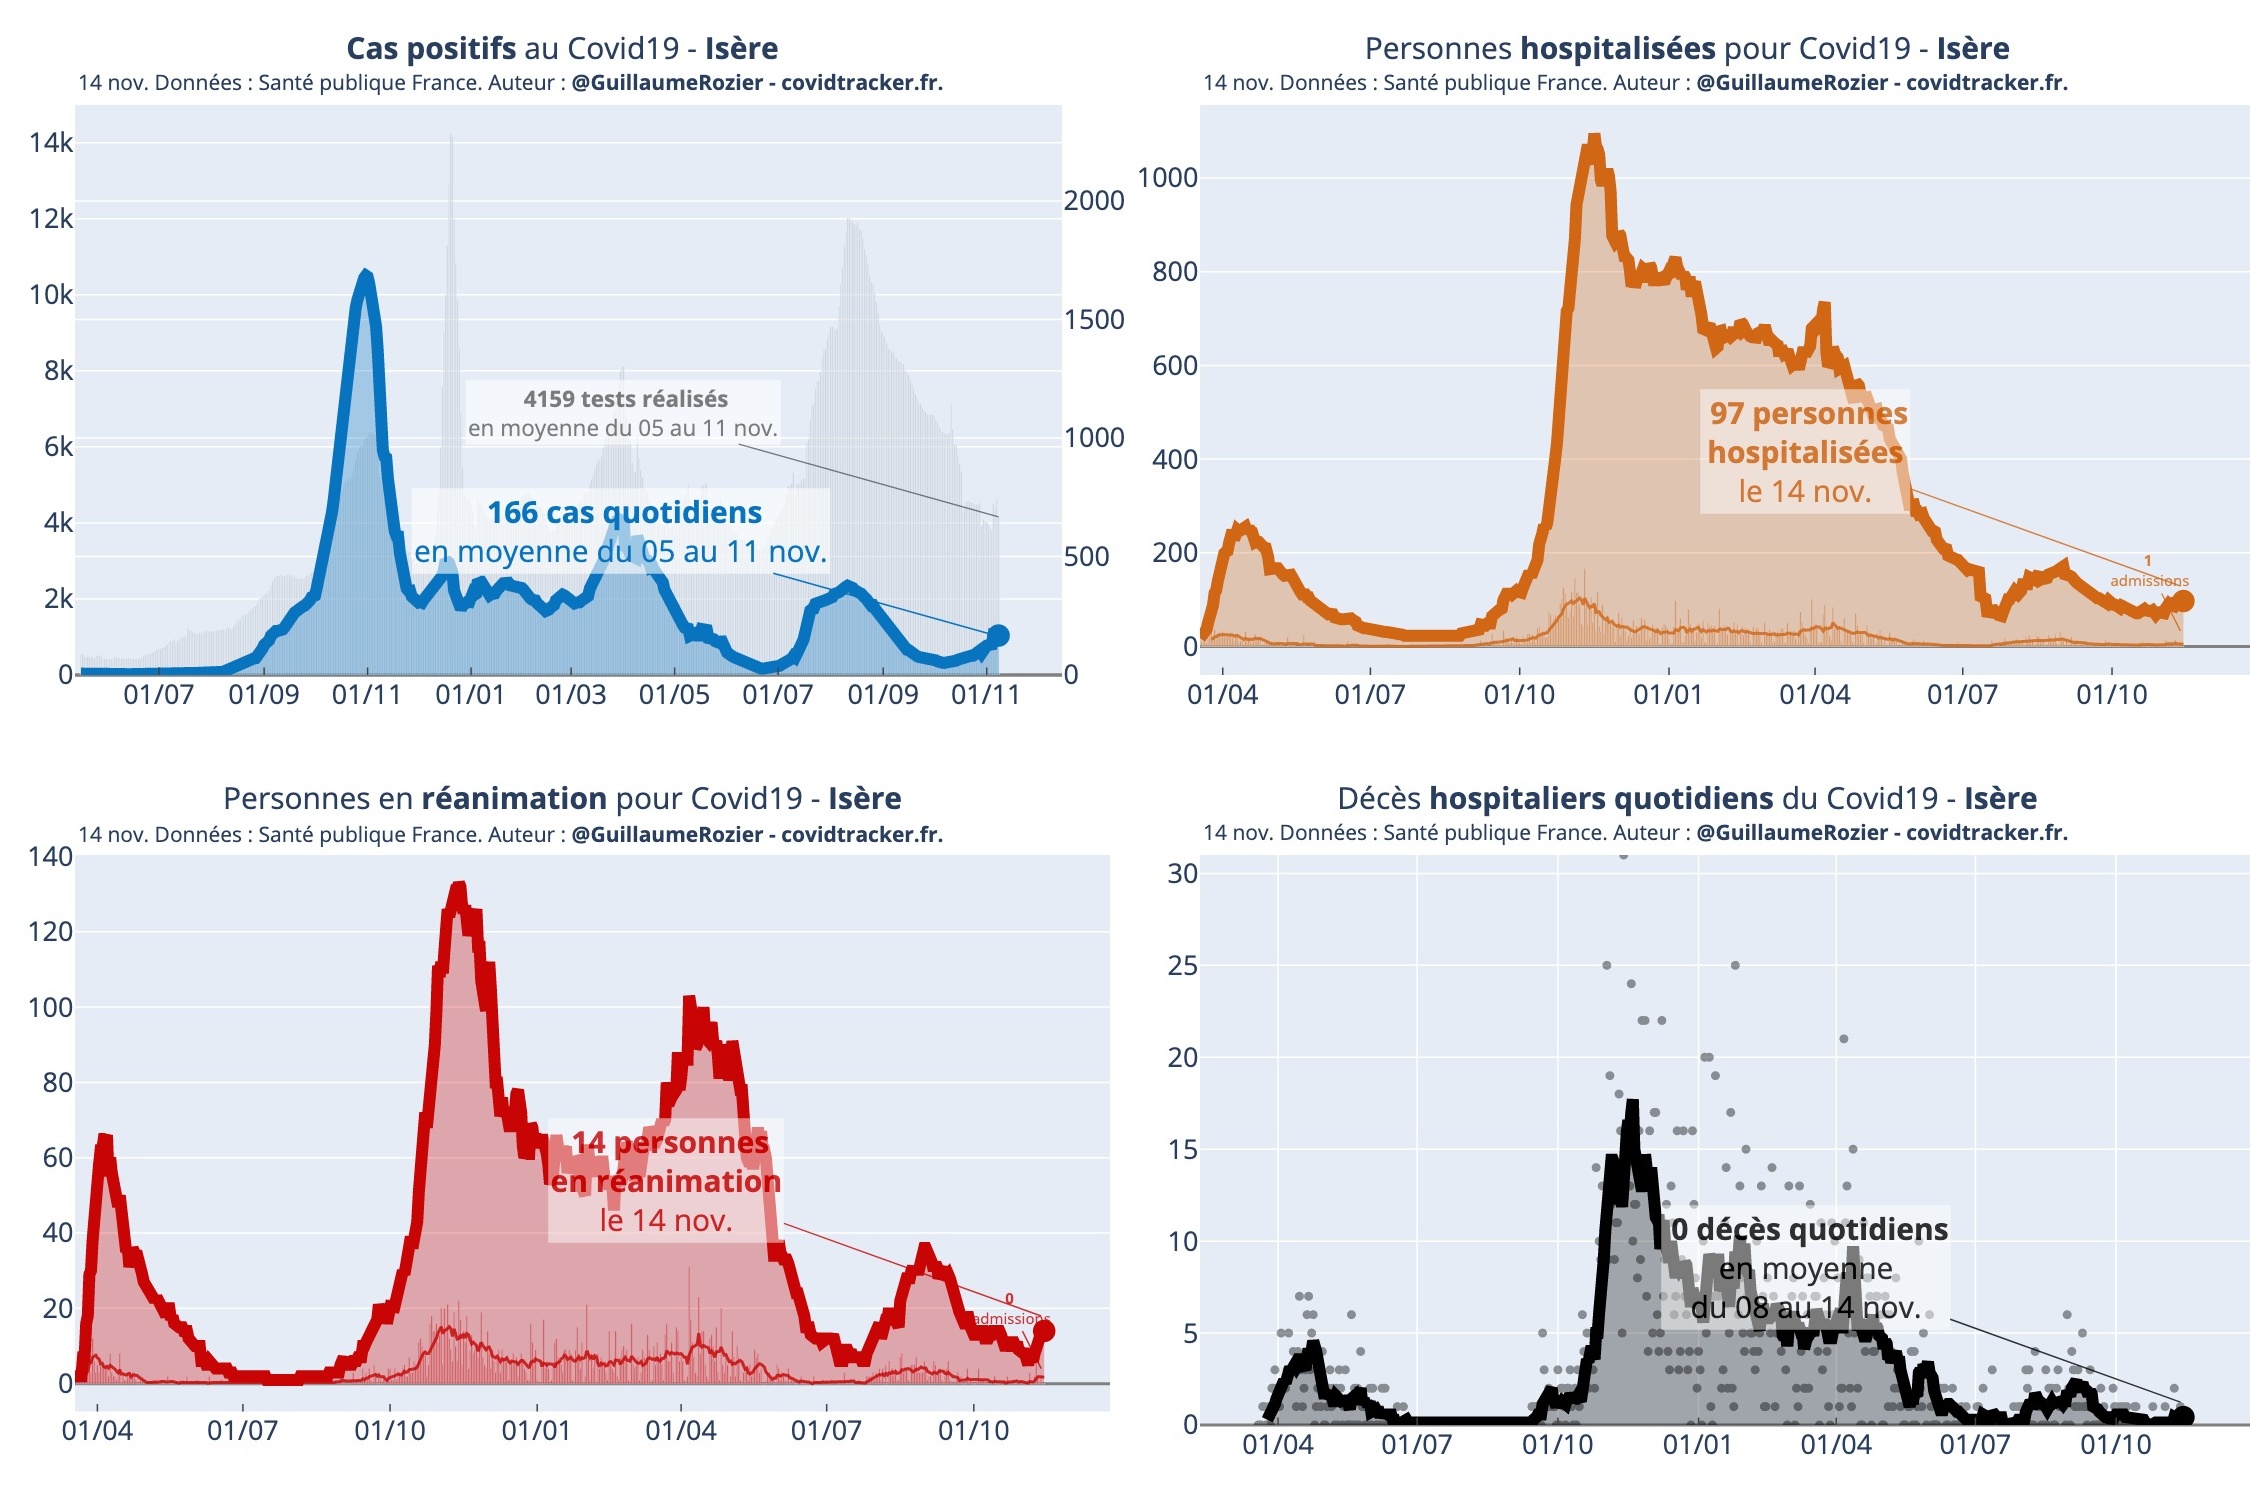 Cas positifs au Covid19 - Isère
14 nov. Données : Santé publique France. Auteur : @GuillaumeRozier - covidtracker.fr.
14k
12k
10k
8k
6k
4k
2k
0
2000
1500
1000
500
0
4159 tests réalisés
en moyenne du 05 au 11 nov.
166 cas quotidiens
en moyenne du 05 au 11 nov.
01/07 01/09 01/11 01/01 01/03 01/05 01/07 01/09 01/11
Personnes hospitalisées pour Covid19 - Isère
14 nov. Données : Santé publique France. Auteur : @GuillaumeRozier - covidtracker.fr.
1000
800
600
400
200
0
97 personnes
hospitalisées
le 14 nov.
1
admissions
01/04 01/07 01/10 01/01 01/04 01/07 01/10
Personnes en réanimation pour Covid19 - Isère
14 nov. Données : Santé publique France. Auteur : @GuillaumeRozier - covidtracker.fr.
140
120
100
80
60
40
20
0
14 personnes
en réanimation
le 14 nov.
0
admissions
01/04 01/07 01/10 01/01 01/04 01/07 01/10
Décès hospitaliers quotidiens du Covid19 - Isère
14 nov. Données : Santé publique France. Auteur : @GuillaumeRozier - covidtracker.fr.
30
25
20
15
10
5
0
0 décès quotidiens
en moyenne
du 08 au 14 nov.
01/04 01/07 01/10 01/01 01/04 01/07 01/10